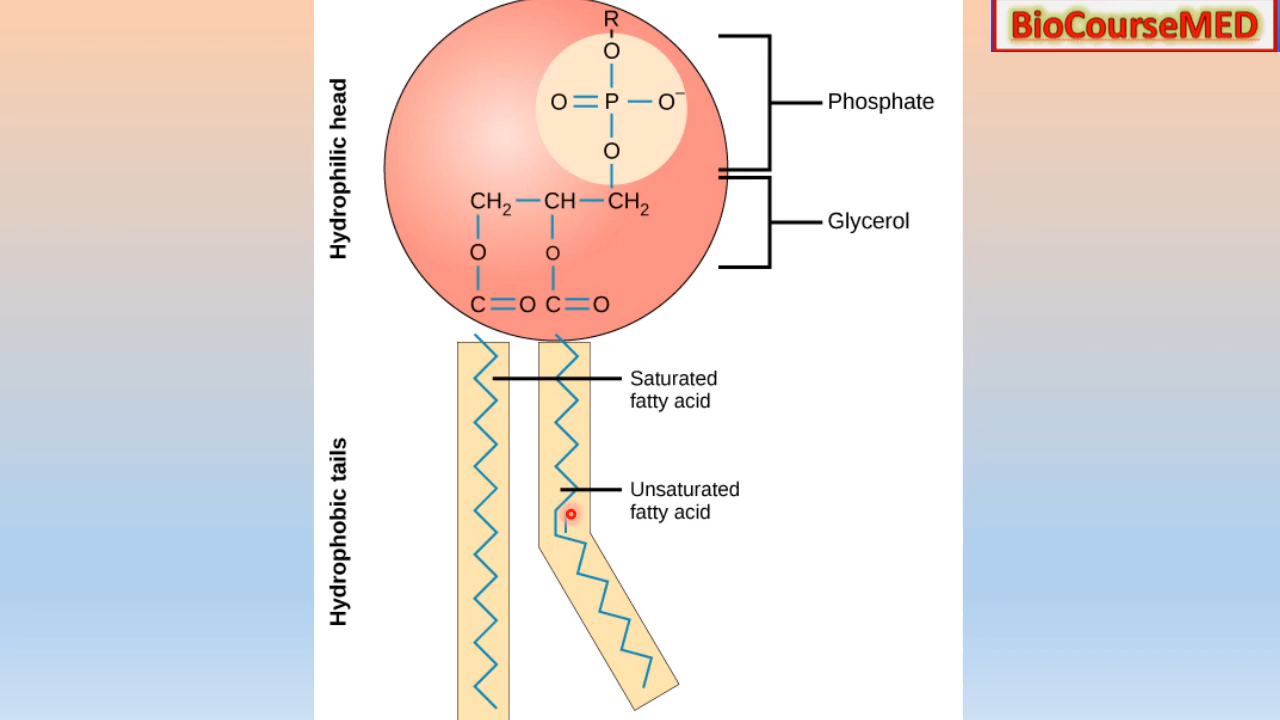 BioCourseMED
R
O
O=P—O⁻
Phosphate
O
Hydrophilic head
CH₂—CH—CH₂
Glycerol
O O
C=O C=O
Saturated
fatty acid
Unsaturated
fatty acid
Hydrophobic tails